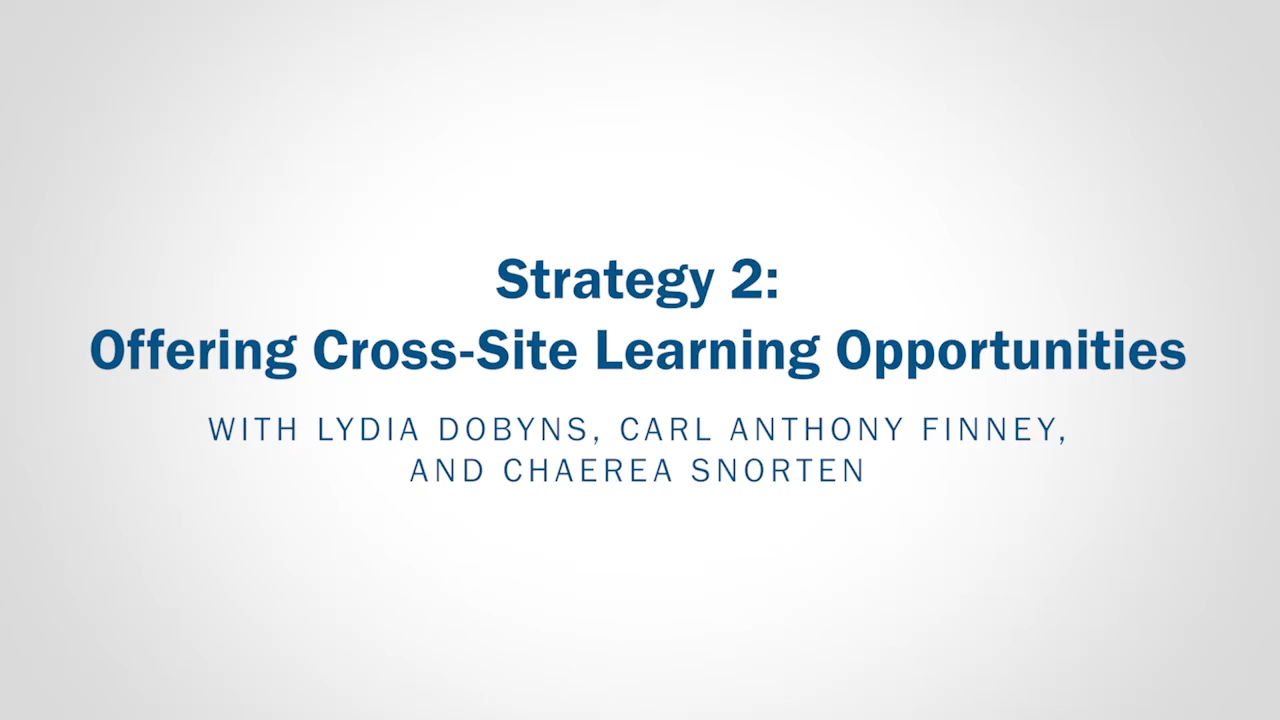 Strategy 2:
Offering Cross-Site Learning Opportunities
WITH LYDIA DOBYNS, CARL ANTHONY FINNEY,
AND CHAEREA SNORTEN